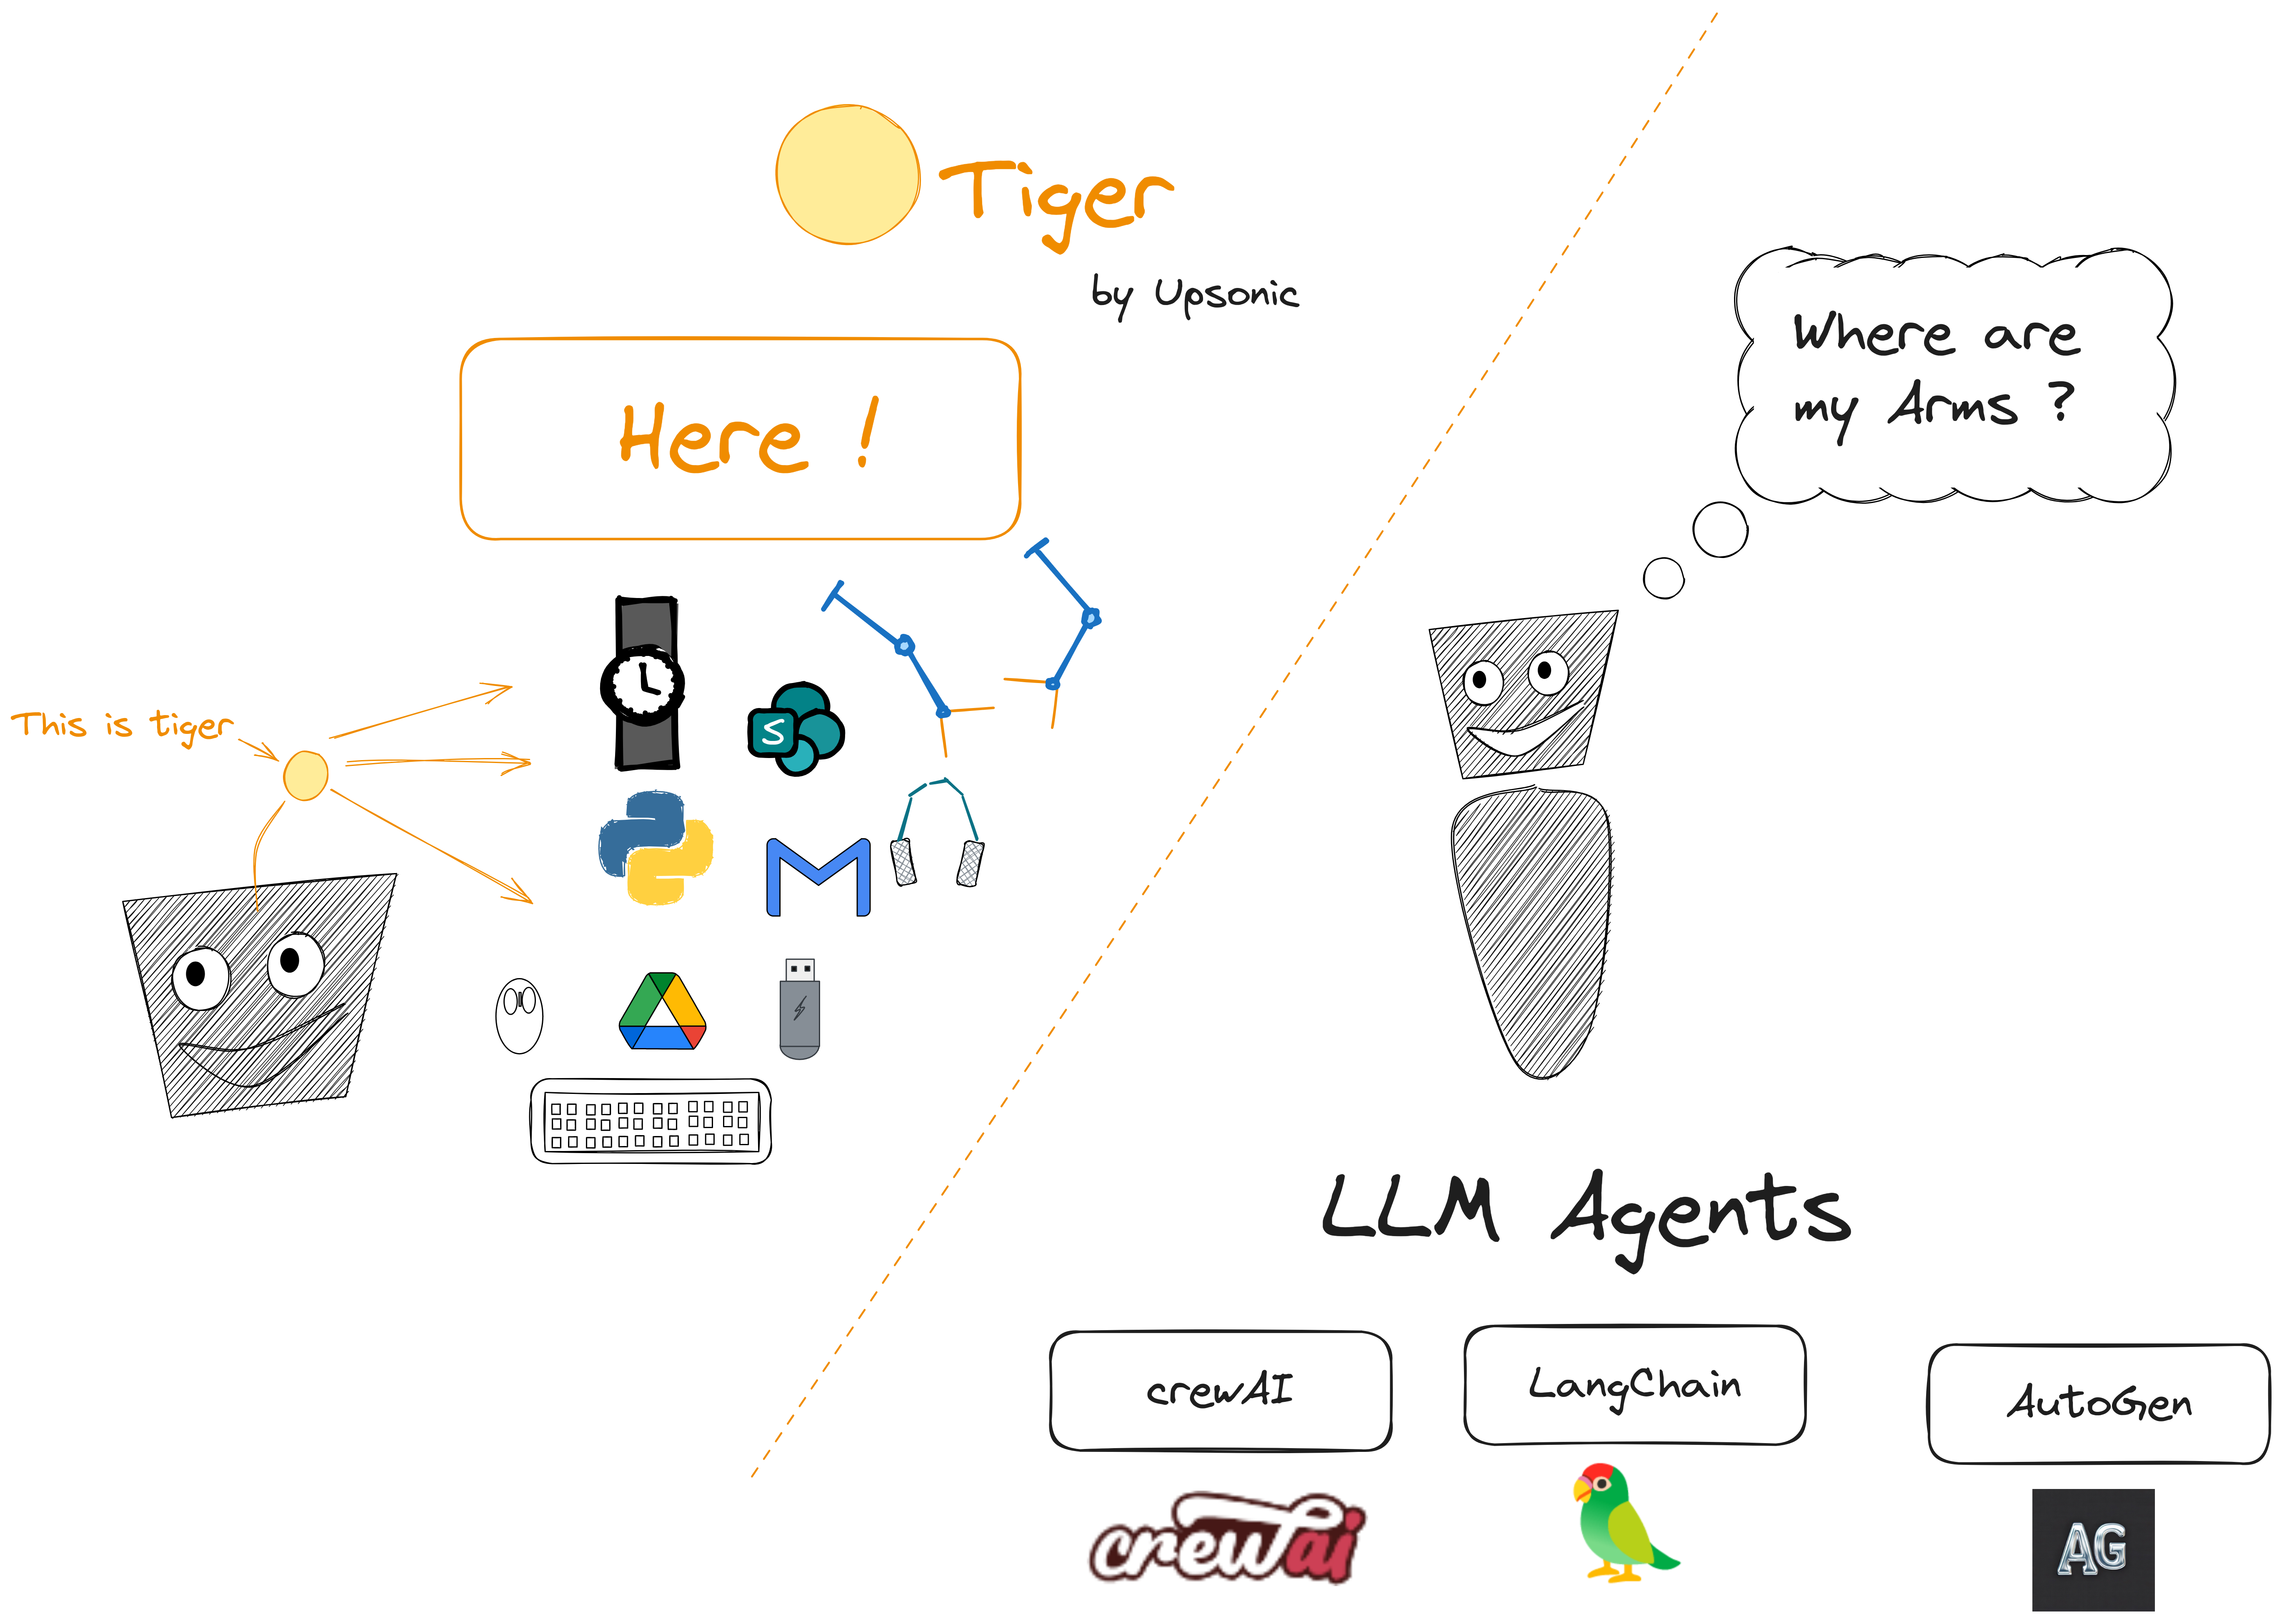 Tiger
by Upsonic
Here !
This is tiger
S
Where are
my Arms ?
LLM Agents
crewAI
LangChain
AutoGen
crewai
AG